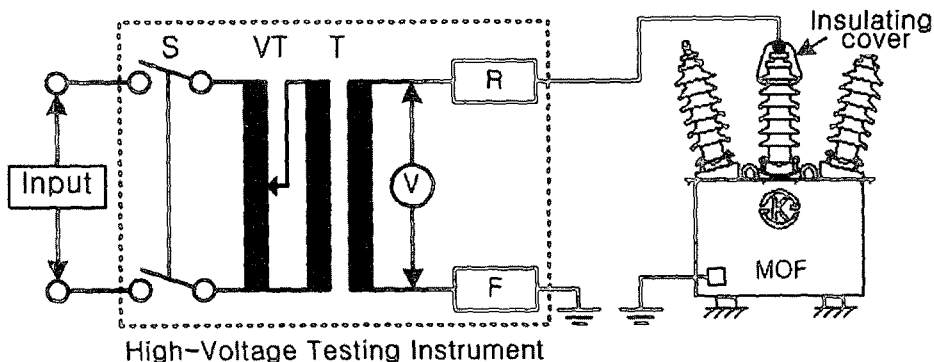 Insulating
cover
S
VT
T
R
Input
V
K
MOF
F
High-Voltage Testing Instrument